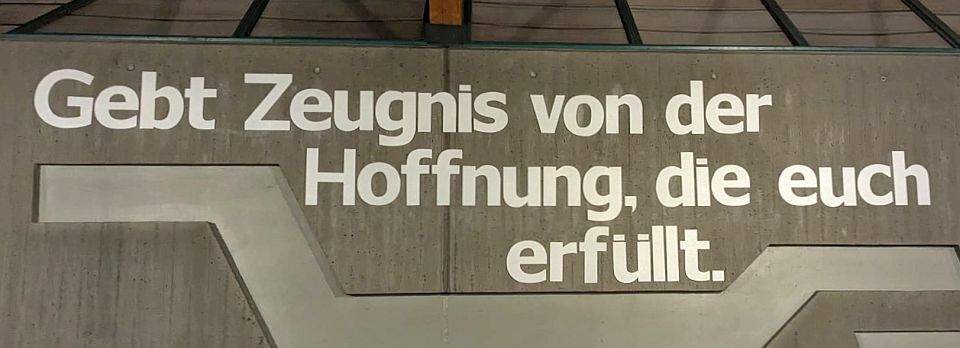 Gebt Zeugnis von der
Hoffnung, die euch
erfüllt.